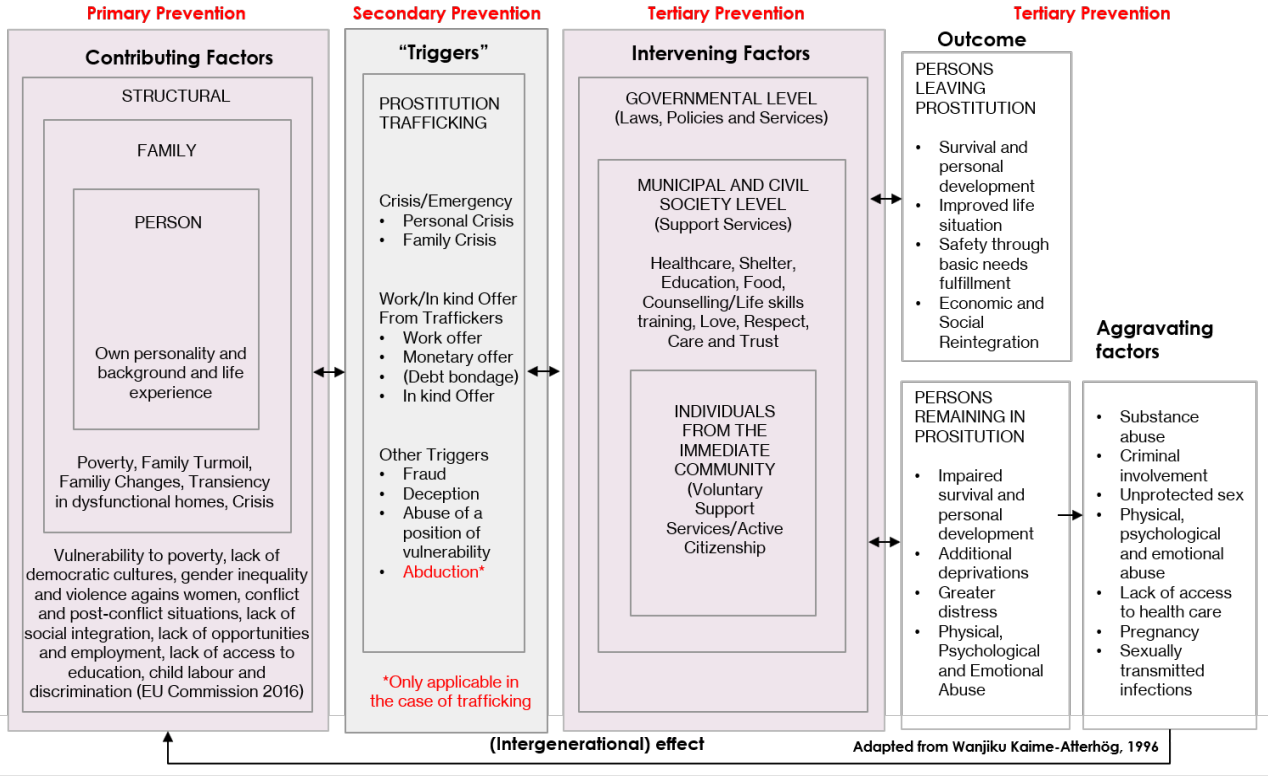 Primary Prevention
Secondary Prevention
Tertiary Prevention
Tertiary Prevention
Contributing Factors
STRUCTURAL
FAMILY
PERSON
Own personality and
background and life
experience
Poverty, Family Turmoil,
Familiy Changes, Transiency
in dysfunctional homes, Crisis
Vulnerability to poverty, lack of
democratic cultures, gender inequality
and violence agains women, conflict
and post-conflict situations, lack of
social integration, lack of opportunities
and employment, lack of access to
education, child labour and
discrimination (EU Commission 2016)
“Triggers”
PROSTITUTION
TRAFFICKING
Crisis/Emergency
• Personal Crisis
• Family Crisis
Work/In kind Offer
From Traffickers
• Work offer
• Monetary offer
• (Debt bondage)
• In kind Offer
Other Triggers
• Fraud
• Deception
• Abuse of a
position of
vulnerability
• Abduction*
*Only applicable in
the case of trafficking
Intervening Factors
GOVERNMENTAL LEVEL
(Laws, Policies and Services)
MUNICIPAL AND CIVIL
SOCIETY LEVEL
(Support Services)
Healthcare, Shelter,
Education, Food,
Counselling/Life skills
training, Love, Respect,
Care and Trust
INDIVIDUALS
FROM THE
IMMEDIATE
COMMUNITY
(Voluntary
Support
Services/Active
Citizenship
Outcome
PERSONS
LEAVING
PROSTITUTION
• Survival and
personal
development
• Improved life
situation
• Safety through
basic needs
fulfillment
• Economic and
Social
Reintegration
PERSONS
REMAINING IN
PROSITUTION
• Impaired
survival and
personal
development
• Additional
deprivations
• Greater
distress
• Physical,
Psychological
and Emotional
Abuse
Aggravating
factors
• Substance
abuse
• Criminal
involvement
• Unprotected sex
• Physical,
psychological
and emotional
abuse
• Lack of access
to health care
• Pregnancy
• Sexually
transmitted
infections
(Intergenerational) effect
Adapted from Wanjiku Kaime-Atterhög, 1996